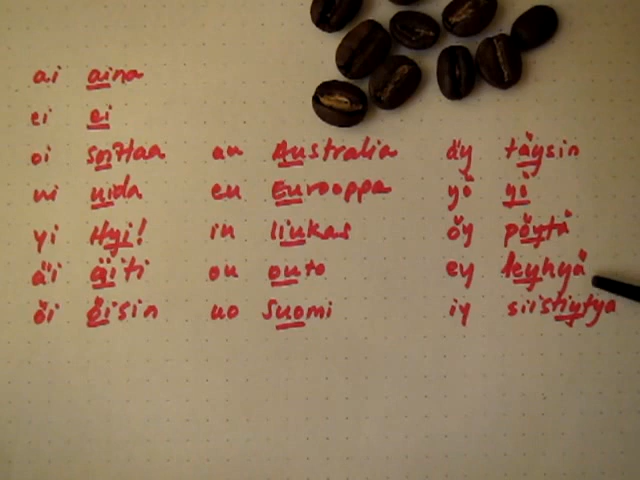 ai aina
ei ei
oi soittaa au Australia äy täysin
ui uida eu Eurooppa yö yö
yi Hyi! iu liukas öy pöytä
äi äiti ou outo ey leyhyä
öi öisin uo Suomi iy siistiytya